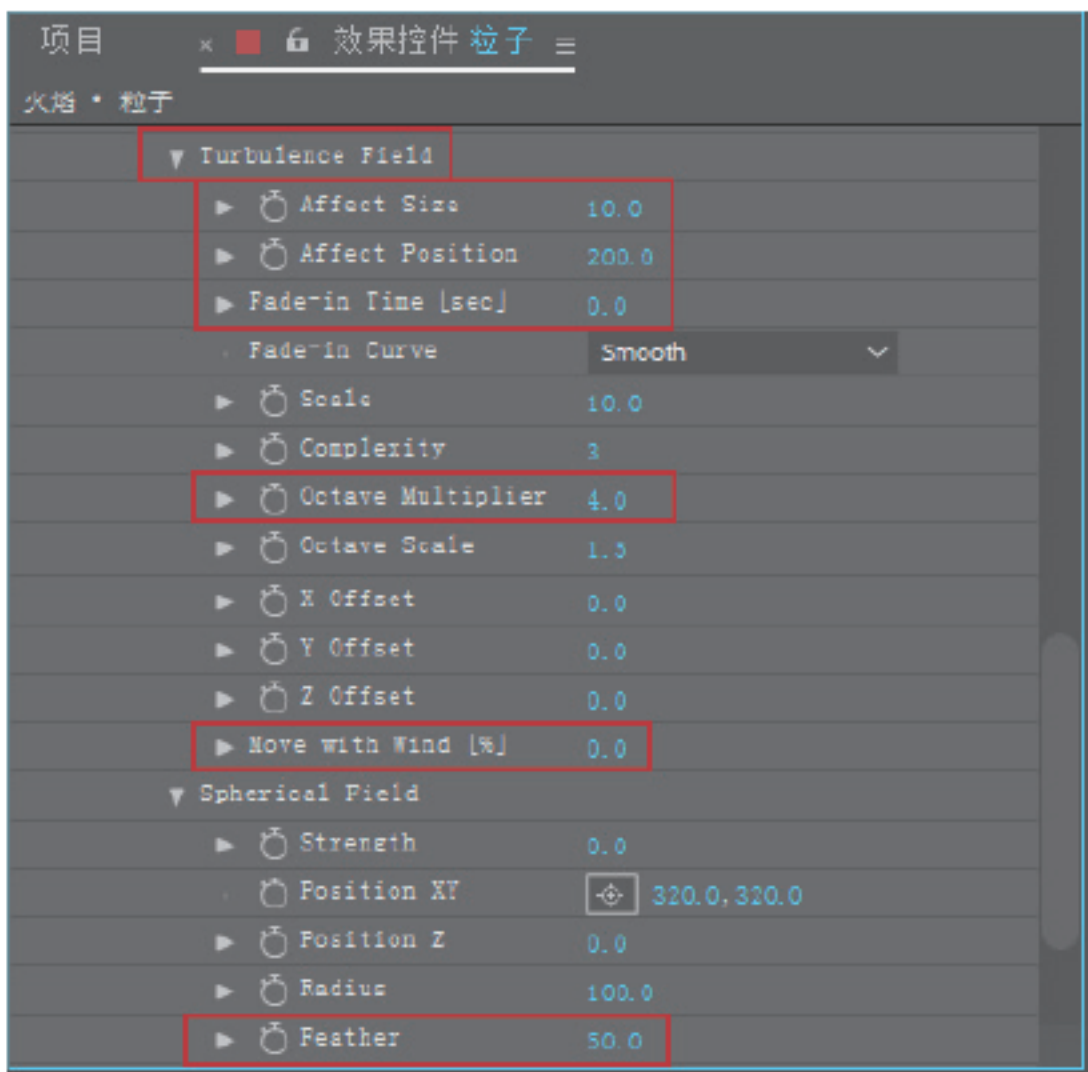 项目 × 效果控件 粒子 ≡
火焰 • 粒子
Turbulence Field
Affect Size 10.0
Affect Position 200.0
Fade-in Time [sec] 0.0
Fade-in Curve Smooth
Scale 10.0
Complexity 3
Octave Multiplier 4.0
Octave Scale 1.5
X Offset 0.0
Y Offset 0.0
Z Offset 0.0
Move with Wind [%] 0.0
Spherical Field
Strength 0.0
Position XY 320.0,320.0
Position Z 0.0
Radius 100.0
Feather 50.0